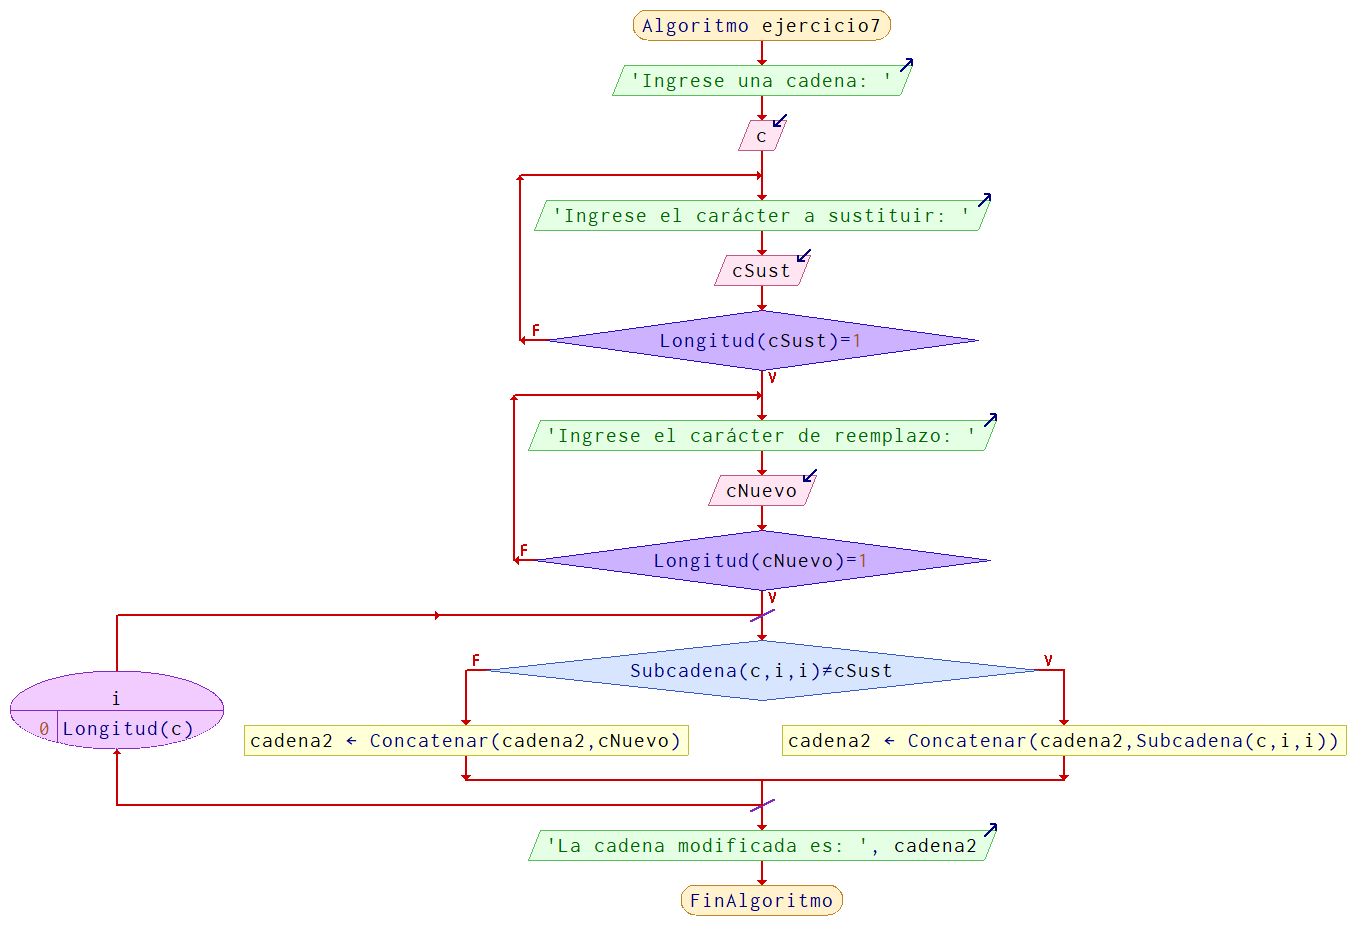 Algoritmo ejercicio7
'Ingrese una cadena: '
c
'Ingrese el carácter a sustituir: '
cSust
F
Longitud(cSust)=1
V
'Ingrese el carácter de reemplazo: '
cNuevo
F
Longitud(cNuevo)=1
V
F
Subcadena(c,i,i)≠cSust
V
i
0 Longitud(c)
cadena2 ← Concatenar(cadena2,cNuevo)
cadena2 ← Concatenar(cadena2,Subcadena(c,i,i))
'La cadena modificada es: ', cadena2
FinAlgoritmo